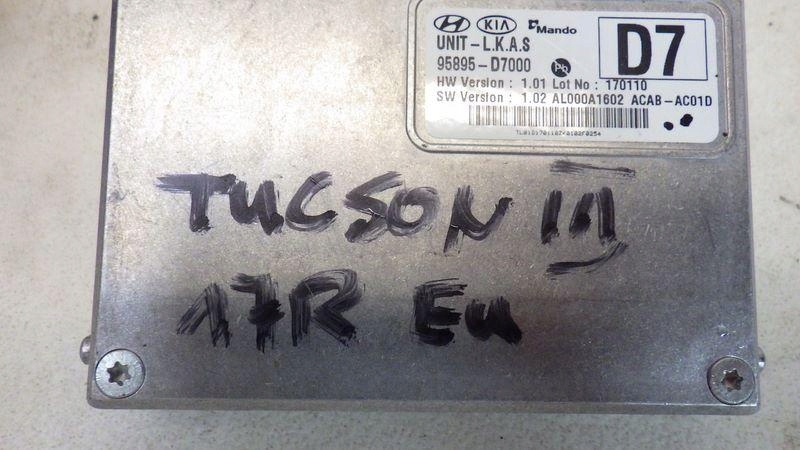 HYUNDAI KIA Mando
UNIT-L.K.A.S
95895-D7000 Pb
D7
HW Version : 1.01 Lot No : 170110
SW Version : 1.02 AL000A1602 ACAB-AC01D
TUCSON III
17R Eu